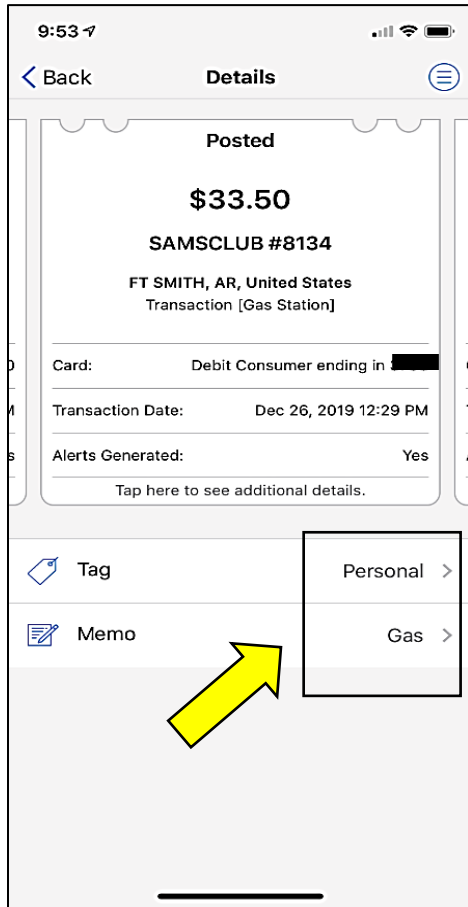 9:53
Back Details
Posted
$33.50
SAMSCLUB #8134
FT SMITH, AR, United States
Transaction [Gas Station]
Card: Debit Consumer ending in
Transaction Date: Dec 26, 2019 12:29 PM
Alerts Generated: Yes
Tap here to see additional details.
Tag Personal
Memo Gas